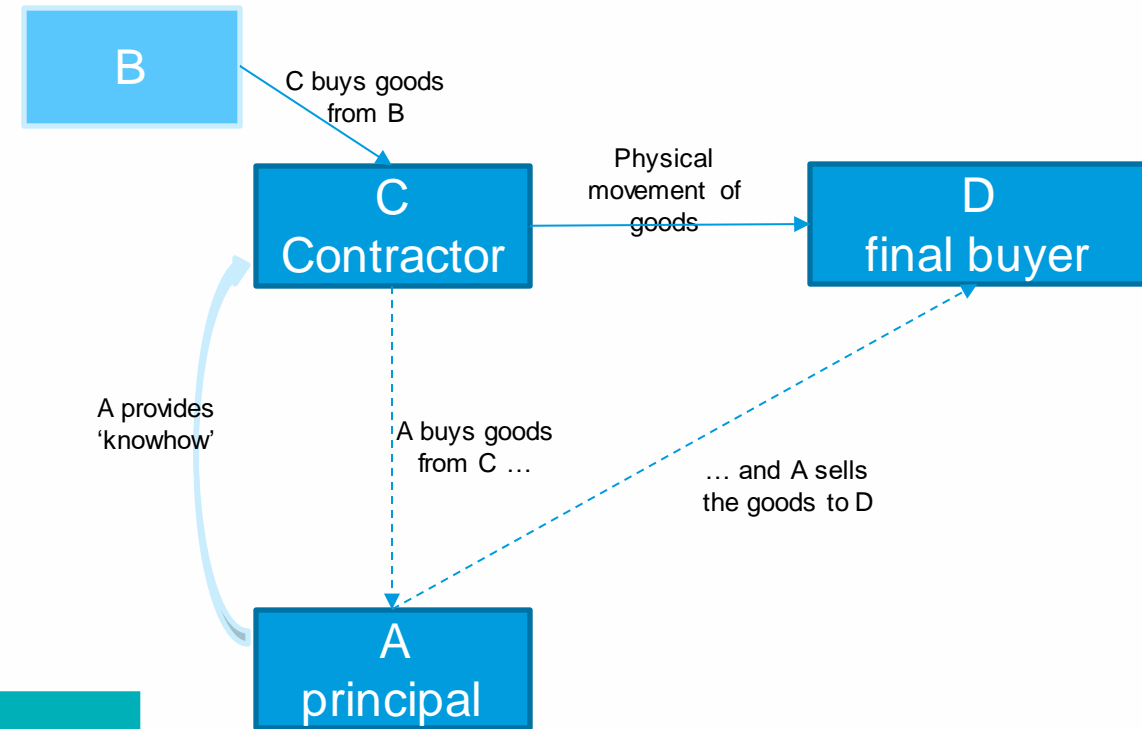 B
C buys goods
from B
C
Contractor
Physical
movement of
goods
D
final buyer
A provides
‘knowhow’
A buys goods
from C …
… and A sells
the goods to D
A
principal